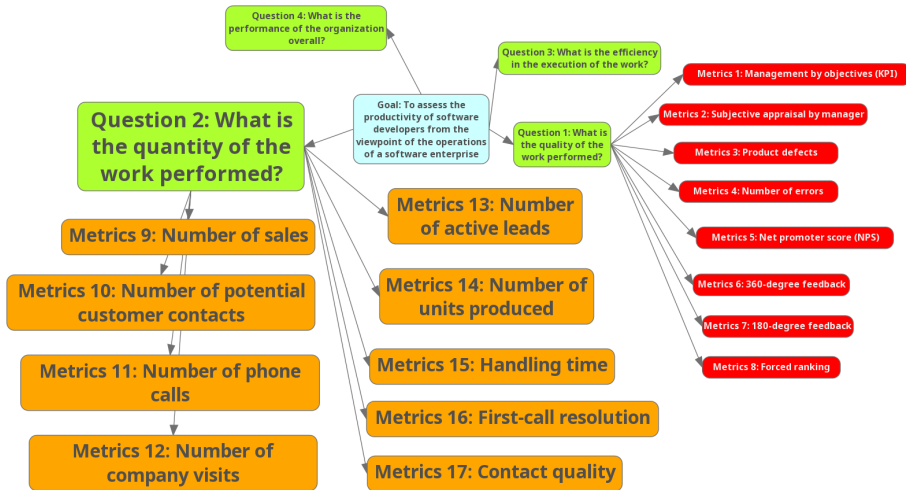 Question 4: What is the
performance of the organization
overall?
Question 3: What is the efficiency
in the execution of the work?
Goal: To assess the
productivity of software
developers from the
viewpoint of the operations
of a software enterprise
Question 2: What is
the quantity of the
work performed?
Question 1: What is
the quality of the
work performed?
Metrics 1: Management by objectives (KPI)
Metrics 2: Subjective appraisal by manager
Metrics 3: Product defects
Metrics 4: Number of errors
Metrics 5: Net promoter score (NPS)
Metrics 6: 360-degree feedback
Metrics 7: 180-degree feedback
Metrics 8: Forced ranking
Metrics 9: Number of sales
Metrics 10: Number of potential
customer contacts
Metrics 11: Number of phone
calls
Metrics 12: Number of
company visits
Metrics 13: Number
of active leads
Metrics 14: Number of
units produced
Metrics 15: Handling time
Metrics 16: First-call resolution
Metrics 17: Contact quality